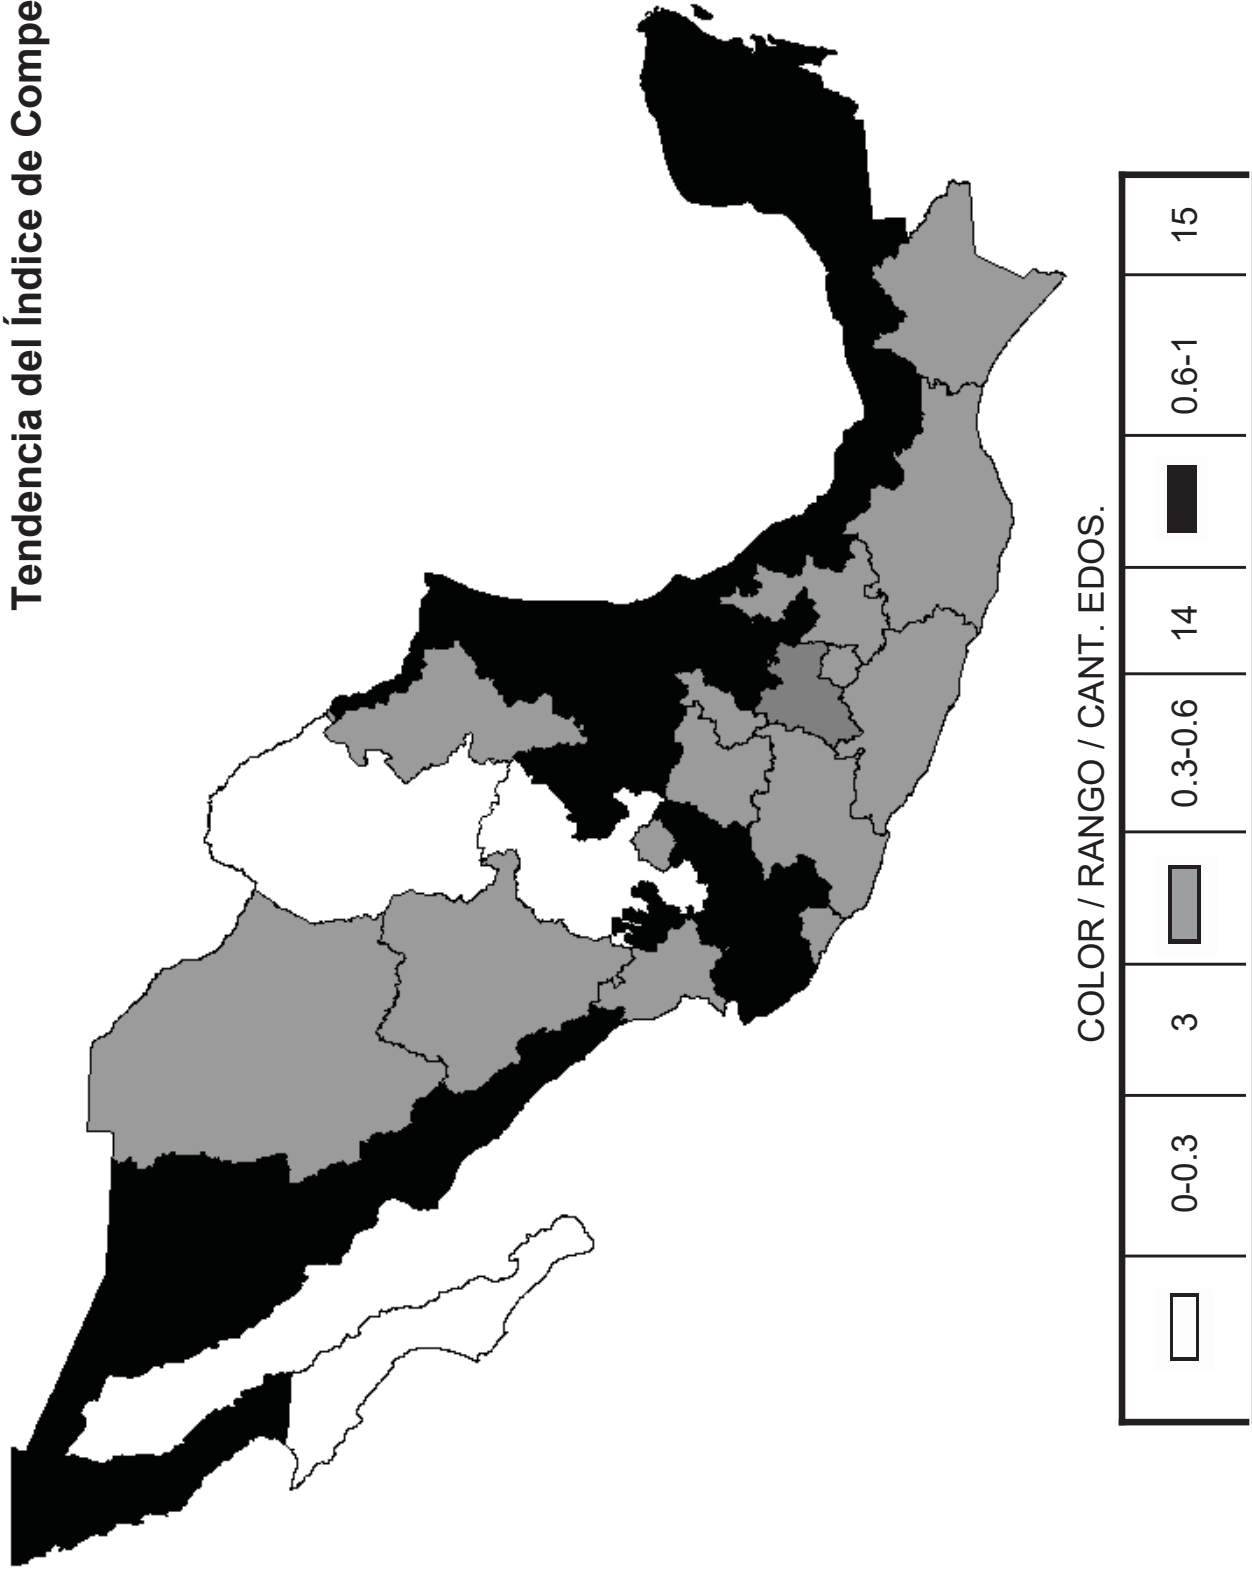 Tendencia del Índice de Compe
COLOR / RANGO / CANT. EDOS.
0-0.3 3 0.3-0.6 14 0.6-1 15